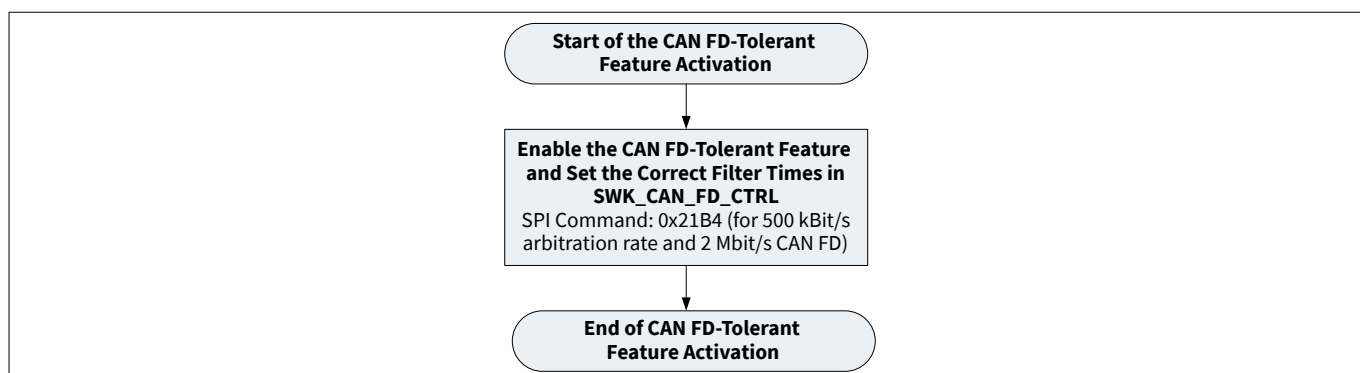 Start of the CAN FD-Tolerant
Feature Activation
Enable the CAN FD-Tolerant Feature
and Set the Correct Filter Times in
SWK_CAN_FD_CTRL
SPI Command: 0x21B4 (for 500 kBit/s
arbitration rate and 2 Mbit/s CAN FD)
End of CAN FD-Tolerant
Feature Activation